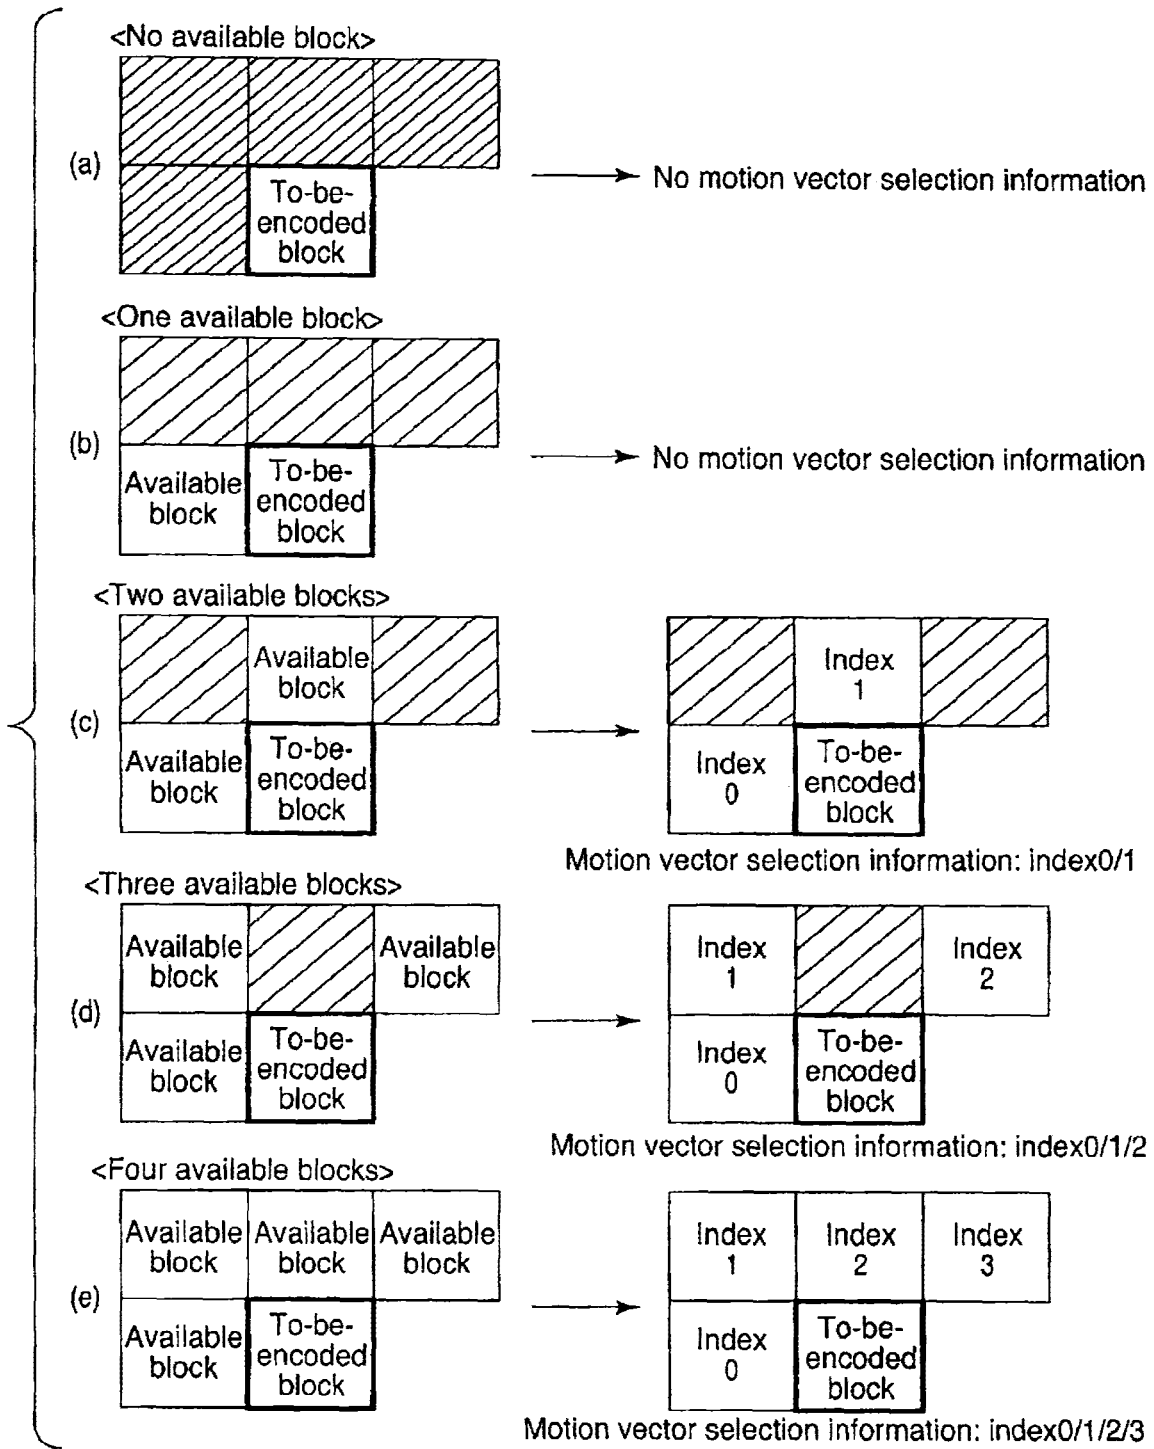 <No available block>
(a)
To-be-
encoded
block
No motion vector selection information
<One available block>
(b)
Available
block
To-be-
encoded
block
No motion vector selection information
<Two available blocks>
(c)
Available
block
Available
block
To-be-
encoded
block
Index
1
Index
0
To-be-
encoded
block
Motion vector selection information: index0/1
<Three available blocks>
(d)
Available
block
Available
block
Available
block
To-be-
encoded
block
Index
1
Index
2
Index
0
To-be-
encoded
block
Motion vector selection information: index0/1/2
<Four available blocks>
(e)
Available
block
Available
block
Available
block
Available
block
To-be-
encoded
block
Index
1
Index
2
Index
3
Index
0
To-be-
encoded
block
Motion vector selection information: index0/1/2/3